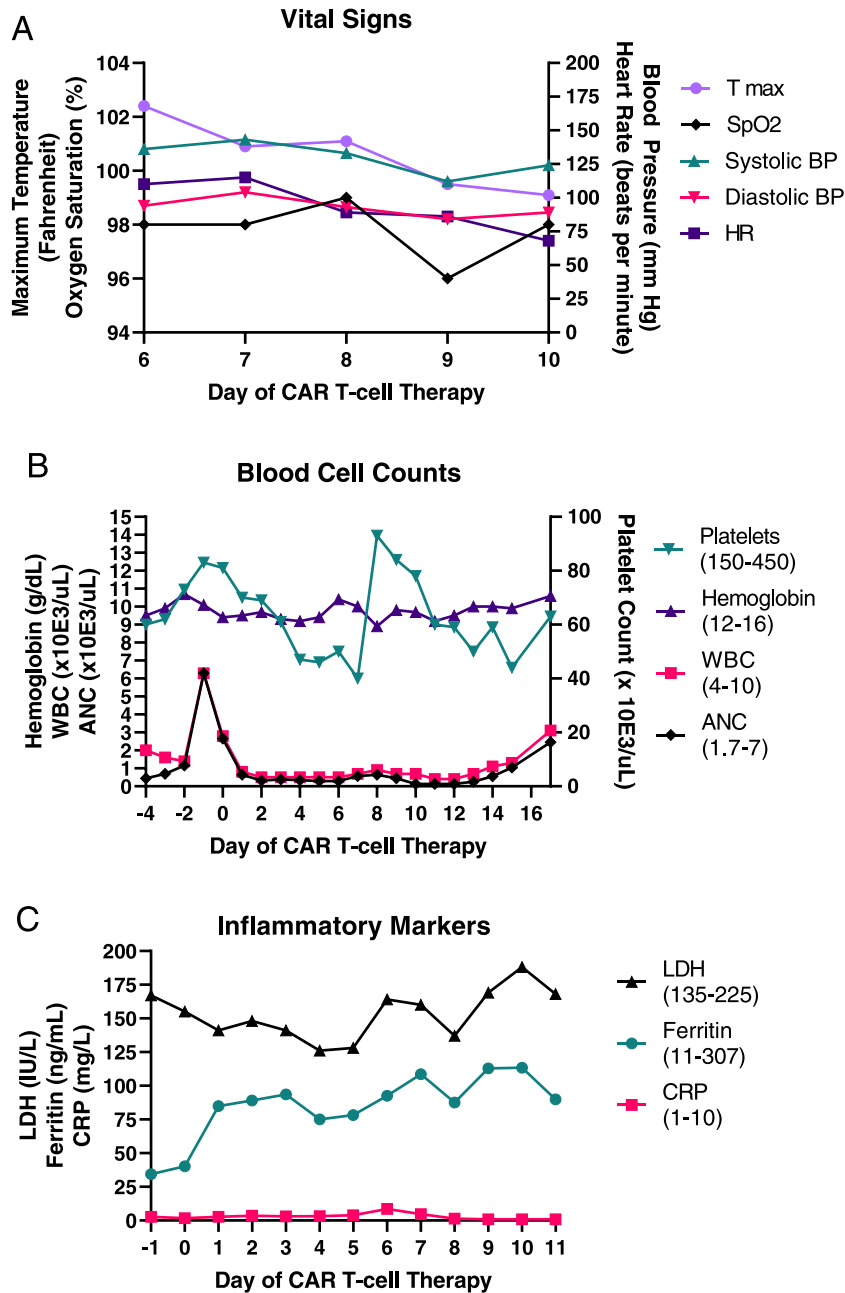 A
Vital Signs
Maximum Temperature
(Fahrenheit)
Oxygen Saturation (%)
104
102
100
98
96
94
200
175
150
125
100
75
50
25
0
Blood Pressure (mm Hg)
Heart Rate (beats per minute)
T max
SpO2
Systolic BP
Diastolic BP
HR
6 7 8 9 10
Day of CAR T-cell Therapy
B
Blood Cell Counts
Hemoglobin (g/dL)
WBC (x10E3/uL)
ANC (x10E3/uL)
15
14
13
12
11
10
9
8
7
6
5
4
3
2
1
0
100
80
60
40
20
0
Platelet Count (x 10E3/uL)
Platelets
(150-450)
Hemoglobin
(12-16)
WBC
(4-10)
ANC
(1.7-7)
-4 -2 0 2 4 6 8 10 12 14 16
Day of CAR T-cell Therapy
C
Inflammatory Markers
LDH (IU/L)
Ferritin (ng/mL)
CRP (mg/L)
200
175
150
125
100
75
50
25
0
LDH
(135-225)
Ferritin
(11-307)
CRP
(1-10)
-1 0 1 2 3 4 5 6 7 8 9 10 11
Day of CAR T-cell Therapy